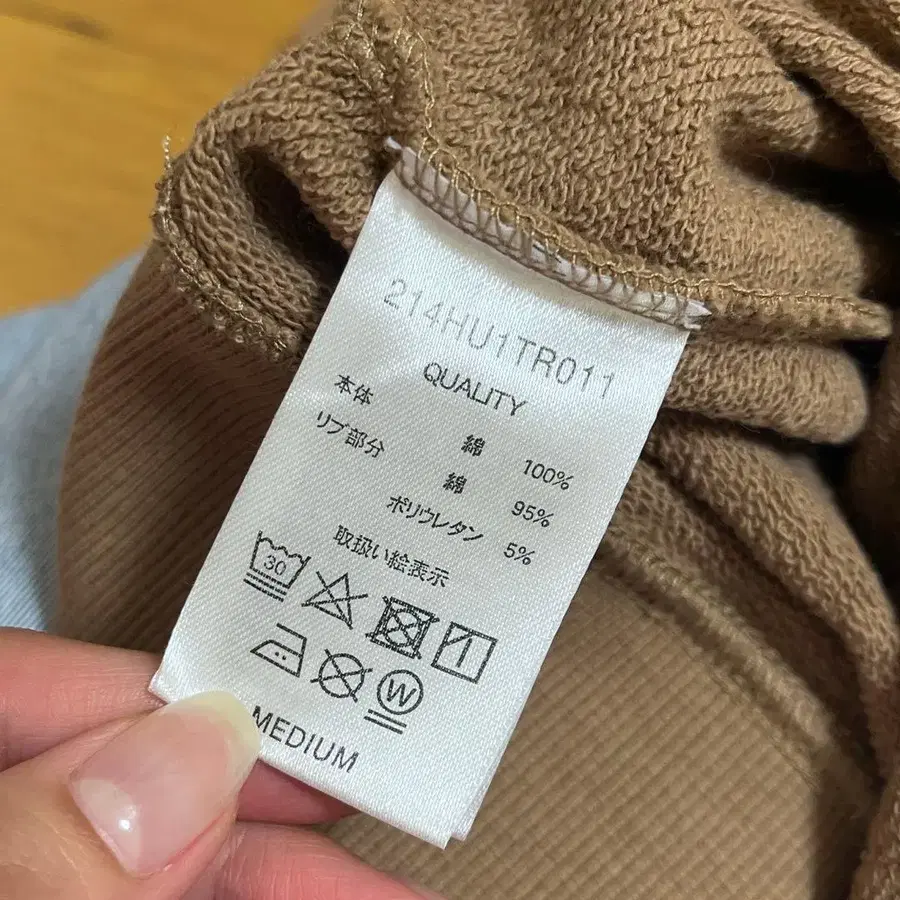 214HU1TR011
QUALITY
本体 綿 100%
リブ部分 綿 95%
ポリウレタン 5%
取扱い絵表示
30
W
MEDIUM